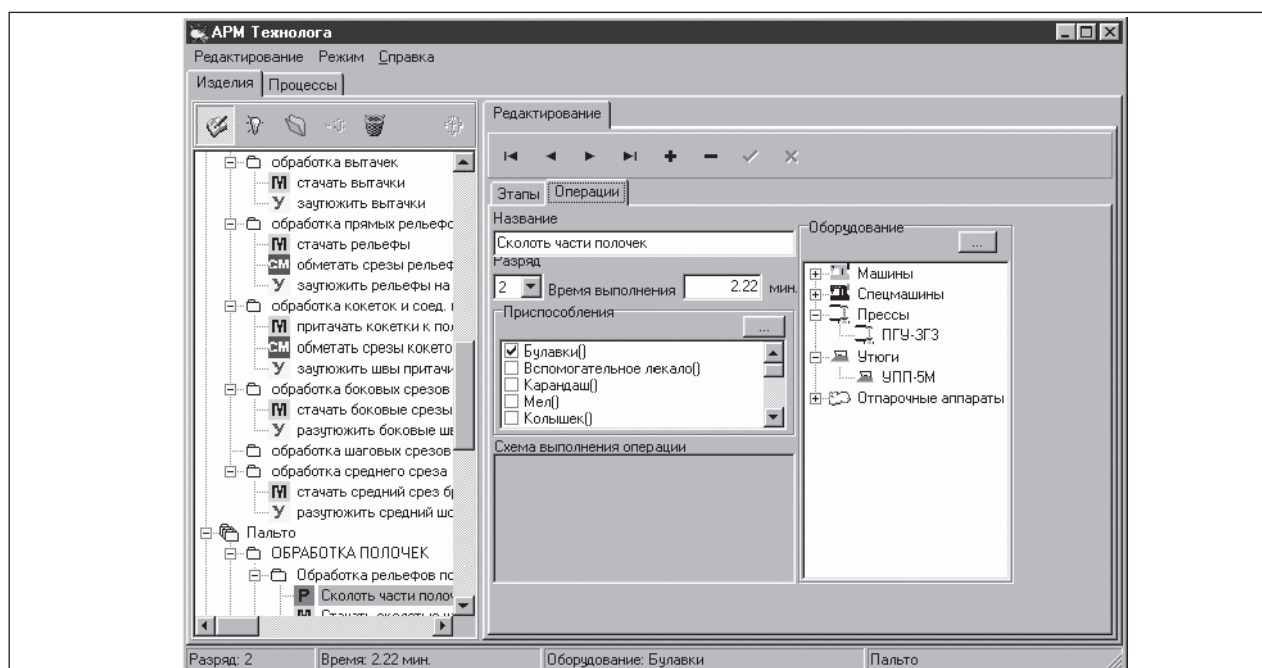 АРМ Технолога
Редактирование Режим Справка
Изделия Процессы
обработка вытачек
М стачать вытачки
У заутюжить вытачки
обработка прямых рельефо
М стачать рельефы
СМ обметать срезы рельеф
У заутюжить рельефы на
обработка кокеток и соед.
М притачать кокетки к пол
СМ обметать срезы кокето
У заутюжить швы притачи
обработка боковых срезов
М стачать боковые срезы
У разутюжить боковые шв
обработка шаговых срезов
обработка среднего среза
М стачать средний срез б
У разутюжить средний шо
Пальто
ОБРАБОТКА ПОЛОЧЕК
Обработка рельефов по
Р Сколоть части полоч
М Стачать сколотые
Редактирование
Этапы Операции
Название
Сколоть части полочек
Разряд
2 Время выполнения 2.22 мин.
Приспособления
...
Булавки()
Вспомогательное лекало()
Карандаш()
Мел()
Колышек()
Схема выполнения операции
Оборудование
...
Машины
Спецмашины
Прессы
ПГУ-3ГЗ
Утюги
УПП-5М
Отпарочные аппараты
Разряд: 2 Время: 2.22 мин. Оборудование: Булавки Пальто